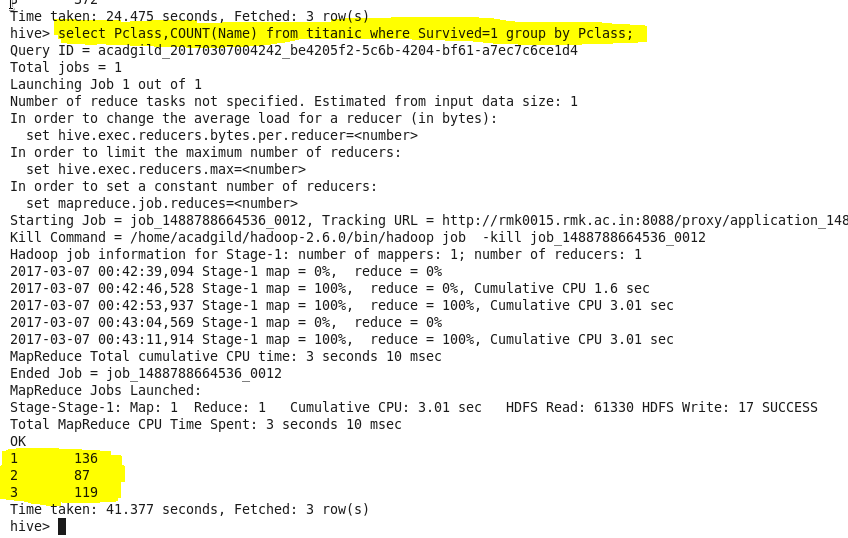 372
Time taken: 24.475 seconds, Fetched: 3 row(s)
hive> select Pclass,COUNT(Name) from titanic where Survived=1 group by Pclass;
Query ID = acadgild_20170307004242_be4205f2-5c6b-4204-bf61-a7ec7c6ce1d4
Total jobs = 1
Launching Job 1 out of 1
Number of reduce tasks not specified. Estimated from input data size: 1
In order to change the average load for a reducer (in bytes):
  set hive.exec.reducers.bytes.per.reducer=<number>
In order to limit the maximum number of reducers:
  set hive.exec.reducers.max=<number>
In order to set a constant number of reducers:
  set mapreduce.job.reduces=<number>
Starting Job = job_1488788664536_0012, Tracking URL = http://rmk0015.rmk.ac.in:8088/proxy/application_148
Kill Command = /home/acadgild/hadoop-2.6.0/bin/hadoop job  -kill job_1488788664536_0012
Hadoop job information for Stage-1: number of mappers: 1; number of reducers: 1
2017-03-07 00:42:39,094 Stage-1 map = 0%,  reduce = 0%
2017-03-07 00:42:46,528 Stage-1 map = 100%,  reduce = 0%, Cumulative CPU 1.6 sec
2017-03-07 00:42:53,937 Stage-1 map = 100%,  reduce = 100%, Cumulative CPU 3.01 sec
2017-03-07 00:43:04,569 Stage-1 map = 0%,  reduce = 0%
2017-03-07 00:43:11,914 Stage-1 map = 100%,  reduce = 100%, Cumulative CPU 3.01 sec
MapReduce Total cumulative CPU time: 3 seconds 10 msec
Ended Job = job_1488788664536_0012
MapReduce Jobs Launched:
Stage-Stage-1: Map: 1  Reduce: 1   Cumulative CPU: 3.01 sec   HDFS Read: 61330 HDFS Write: 17 SUCCESS
Total MapReduce CPU Time Spent: 3 seconds 10 msec
OK
1	136
2	87
3	119
Time taken: 41.377 seconds, Fetched: 3 row(s)
hive>